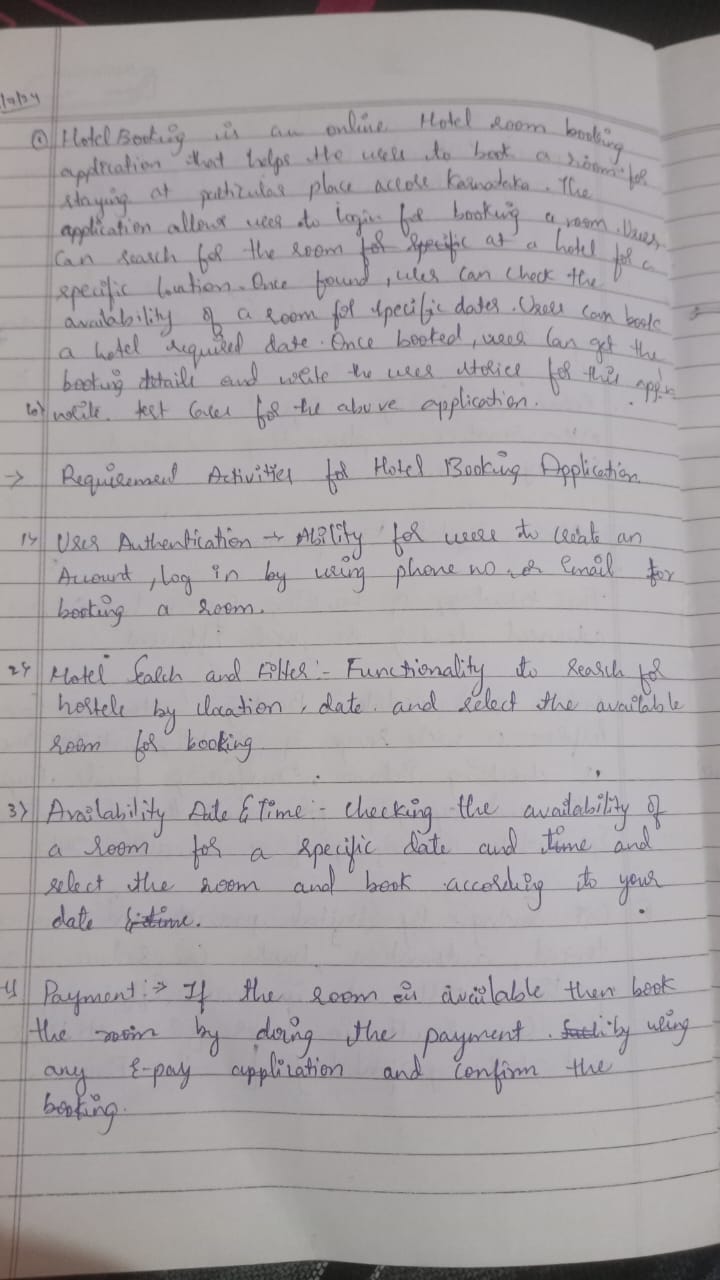 a) Hotel Booking is an online Hotel room booking
application that helps the user to book a room for
staying at particular place across Karnataka. The
application allows user to login for booking a room. Users
Can search for the room for specific at a hotel for a
specific location. Once found, user can check the
availability of a room for specific dates. Users can book
a hotel required date. Once booked, user can get the
booking details and write the user stories for this appn
b) write test cases for the above application.
→ Requirement Activities for Hotel Booking Application
1) User Authentication → Ability for users to create an
Account, log in by using phone no or Email for
booking a room.
2) Hotel Search and Filter :- Functionality to search for
hostels by location, date and select the available
room for booking
3) Availability Date & Time :- Checking the availability of
a room for a specific date and time and
select the room and book according to your
date & time.
4) Payment :→ If the room is available then book
the room by doing the payment. by using
any E-pay application and confirm the
booking.